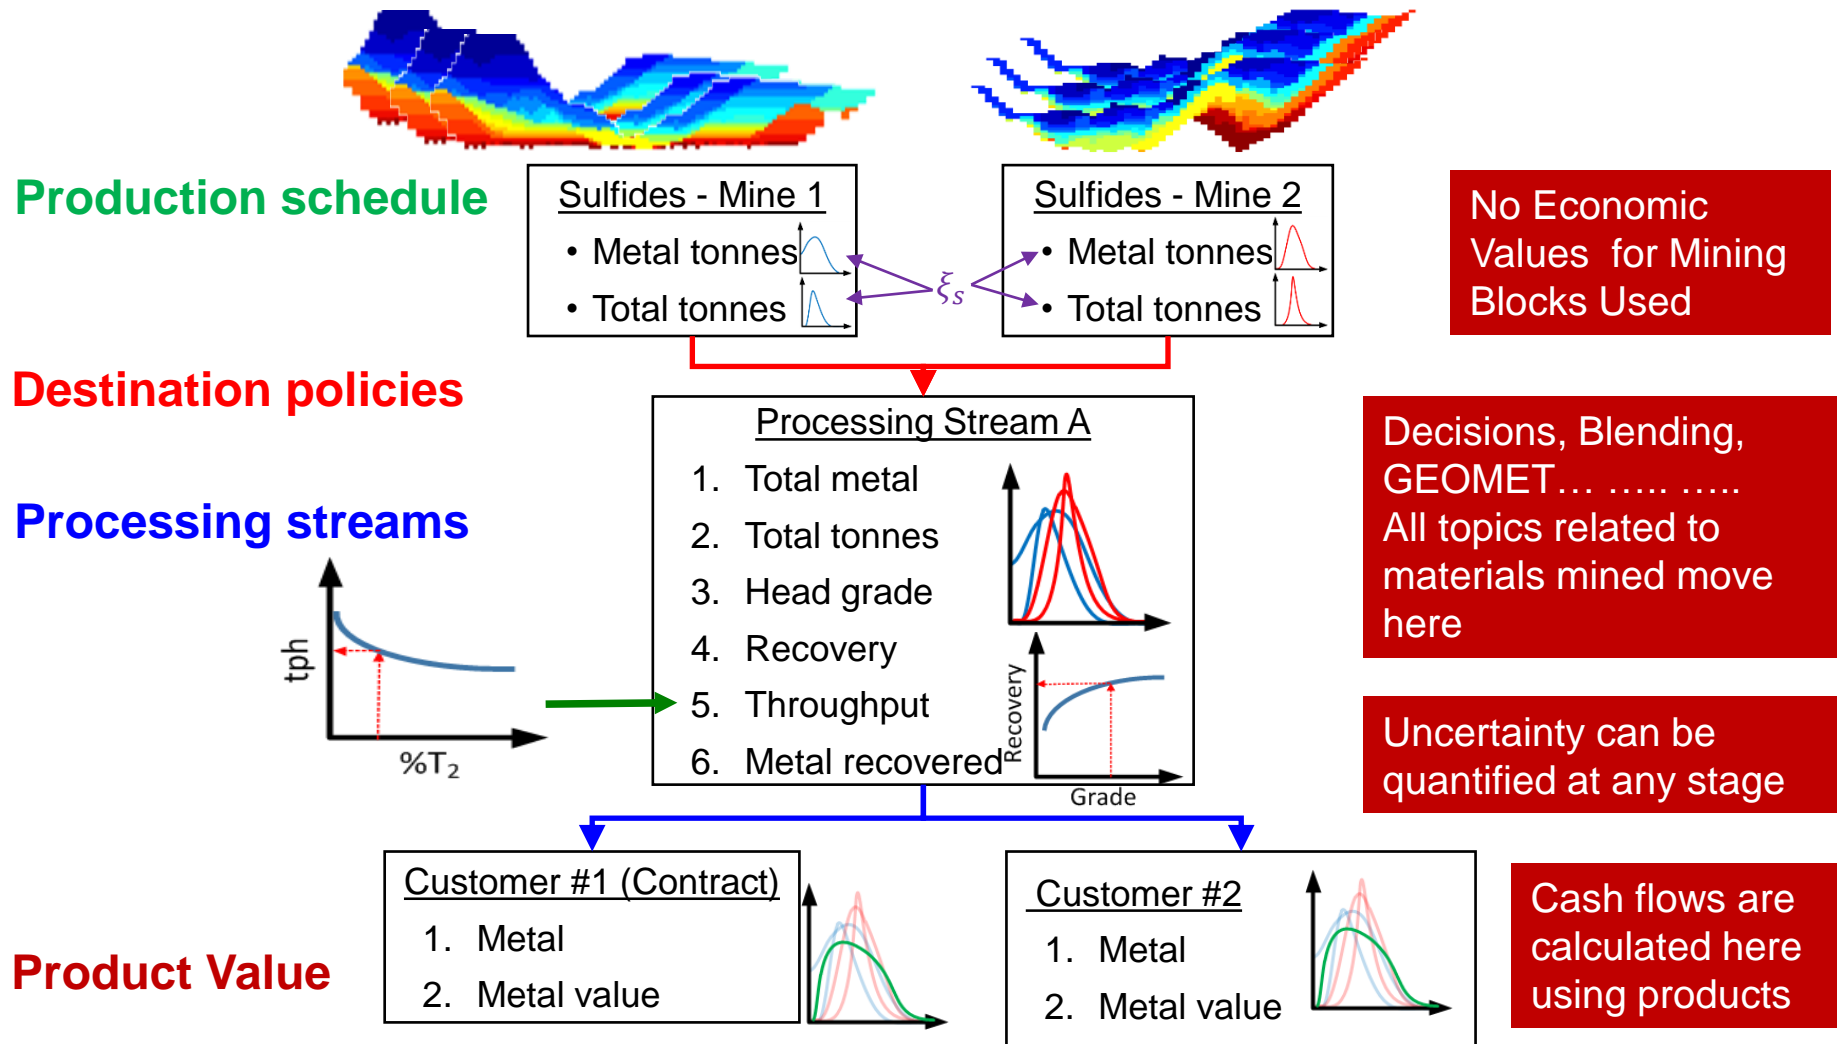 Production schedule
Sulfides - Mine 1
• Metal tonnes
• Total tonnes
ξs
Sulfides - Mine 2
• Metal tonnes
• Total tonnes
No Economic
Values for Mining
Blocks Used
Destination policies
Processing streams
tph
%T2
Processing Stream A
1. Total metal
2. Total tonnes
3. Head grade
4. Recovery
5. Throughput
6. Metal recovered
Recovery
Grade
Decisions, Blending,
GEOMET… ….. …..
All topics related to
materials mined move
here
Uncertainty can be
quantified at any stage
Product Value
Customer #1 (Contract)
1. Metal
2. Metal value
Customer #2
1. Metal
2. Metal value
Cash flows are
calculated here
using products